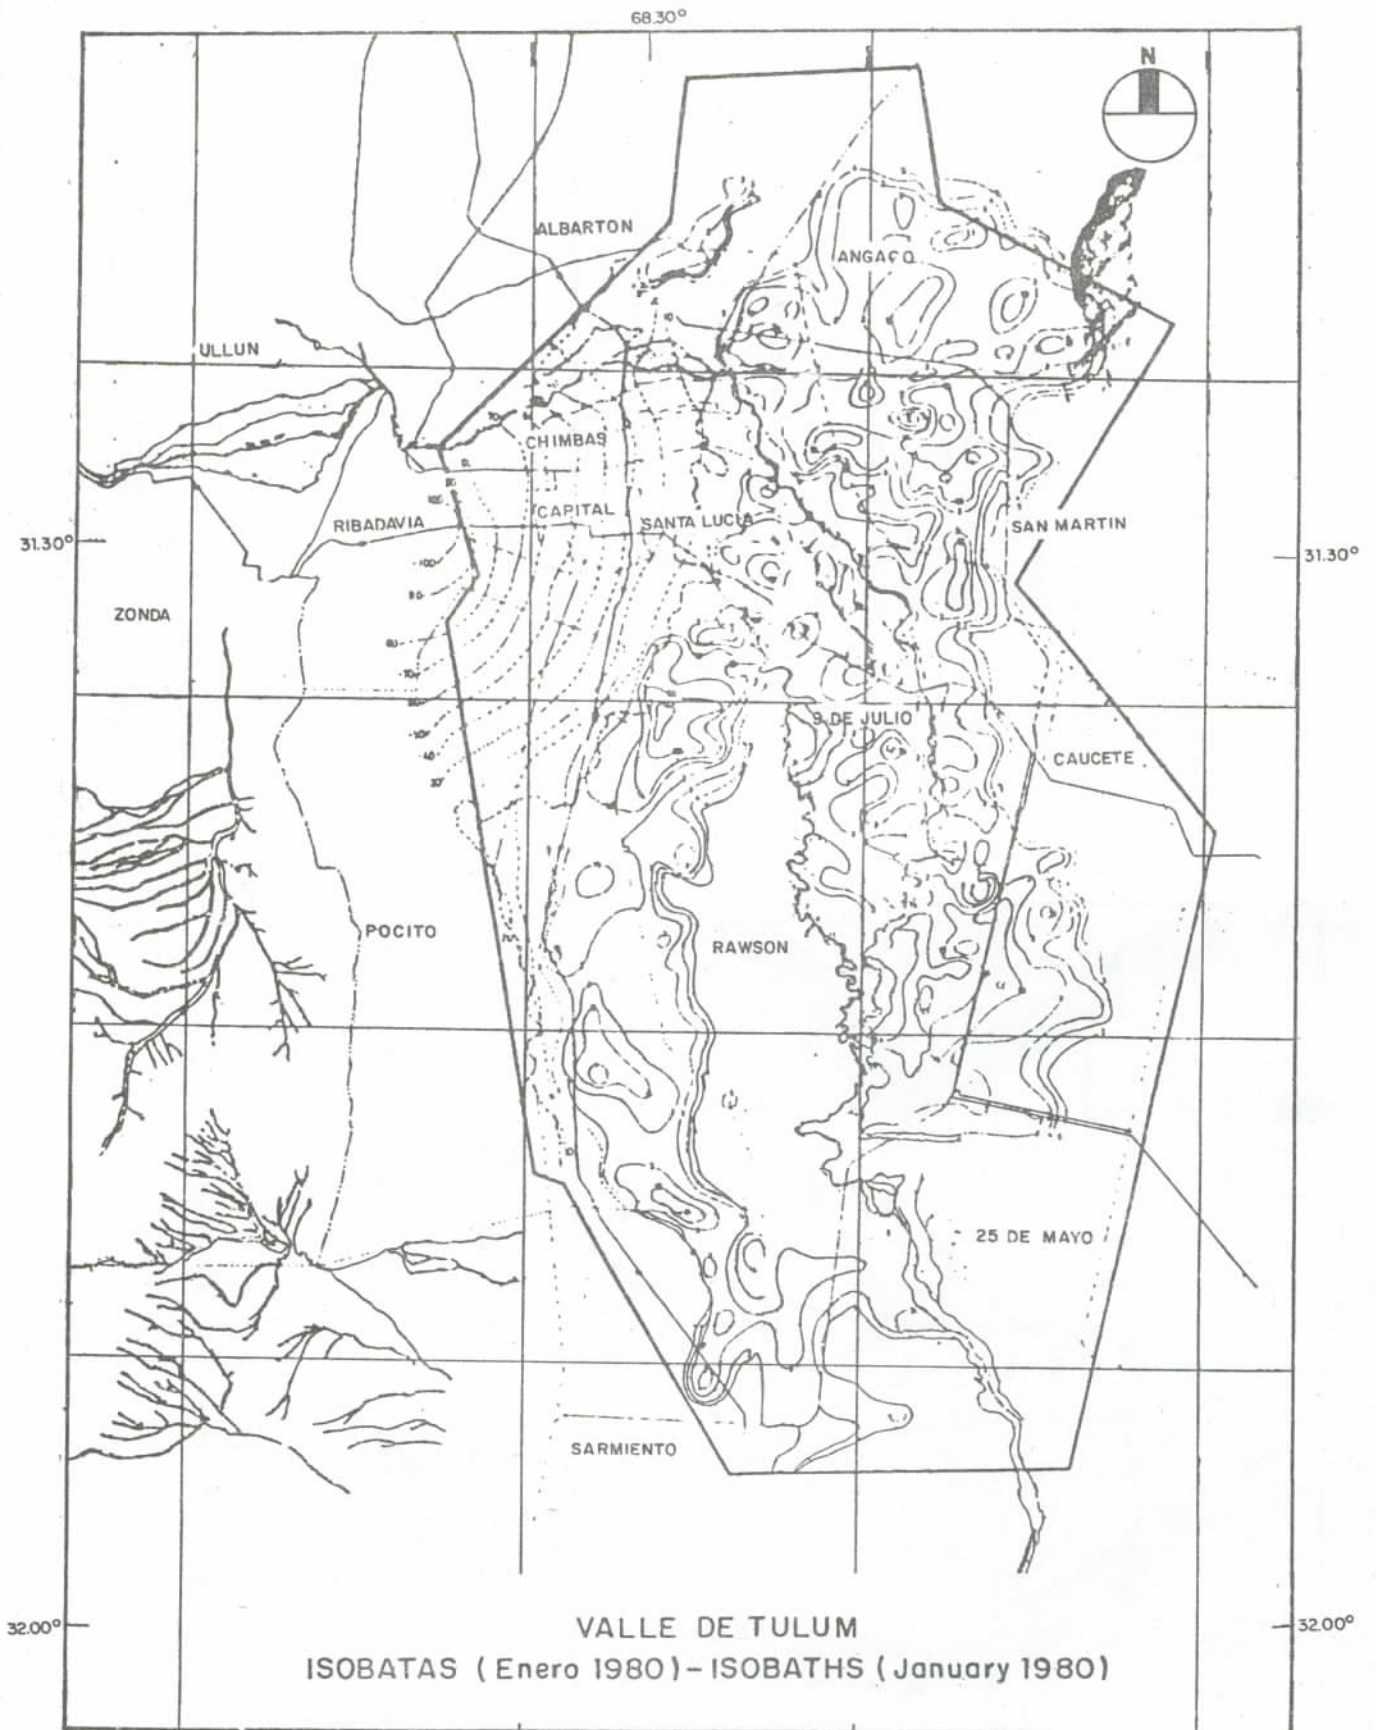 68.30°
N
ALBARTON
ANGACO
ULLUN
CHIMBAS
CAPITAL
RIBADAVIA
SANTA LUCIA
SAN MARTIN
31.30°
31.30°
ZONDA
9 DE JULIO
CAUCETE
POCITO
RAWSON
25 DE MAYO
SARMIENTO
32.00°
32.00°
VALLE DE TULUM
ISOBATAS (Enero 1980) - ISOBATHS (January 1980)